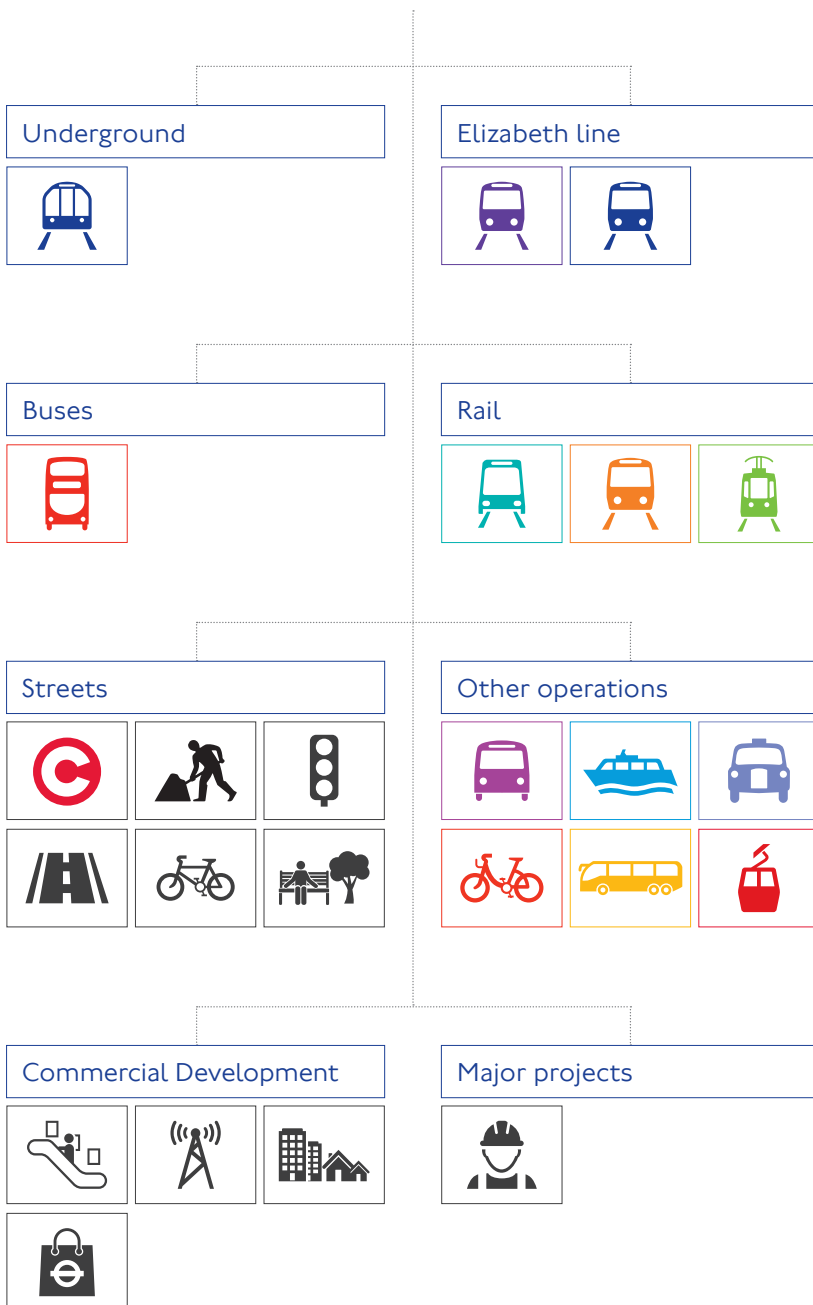 Underground
Elizabeth line
Buses
Rail
Streets
Other operations
Commercial Development
Major projects